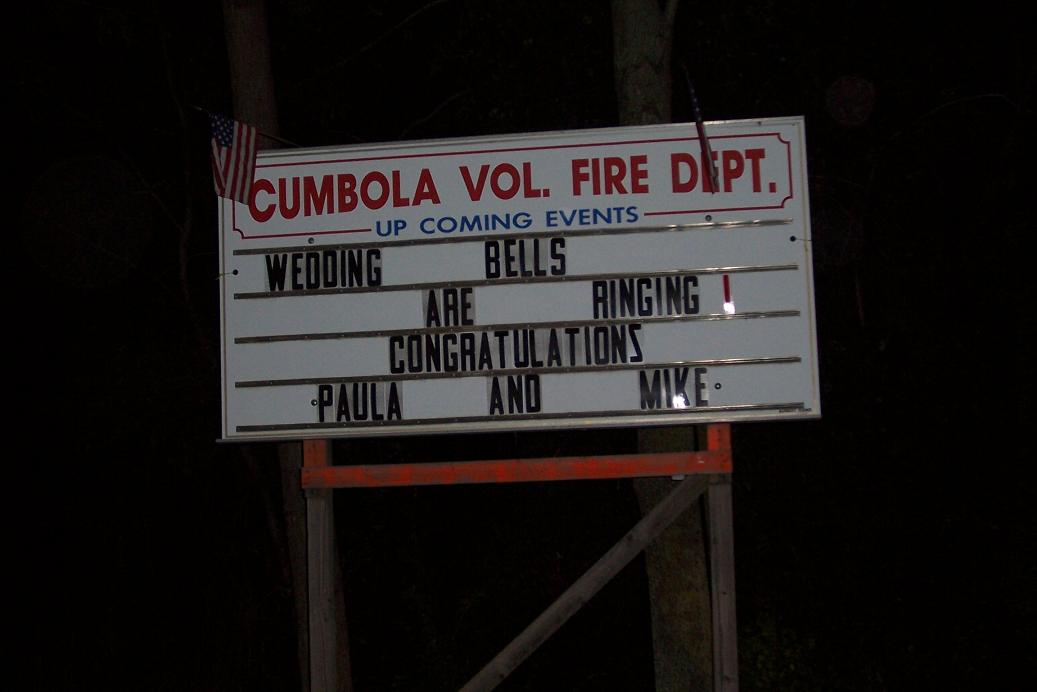 CUMBOLA VOL. FIRE DEPT.
UP COMING EVENTS
WEDDING BELLS
ARE RINGING !
CONGRATULATIONS
PAULA AND MIKE